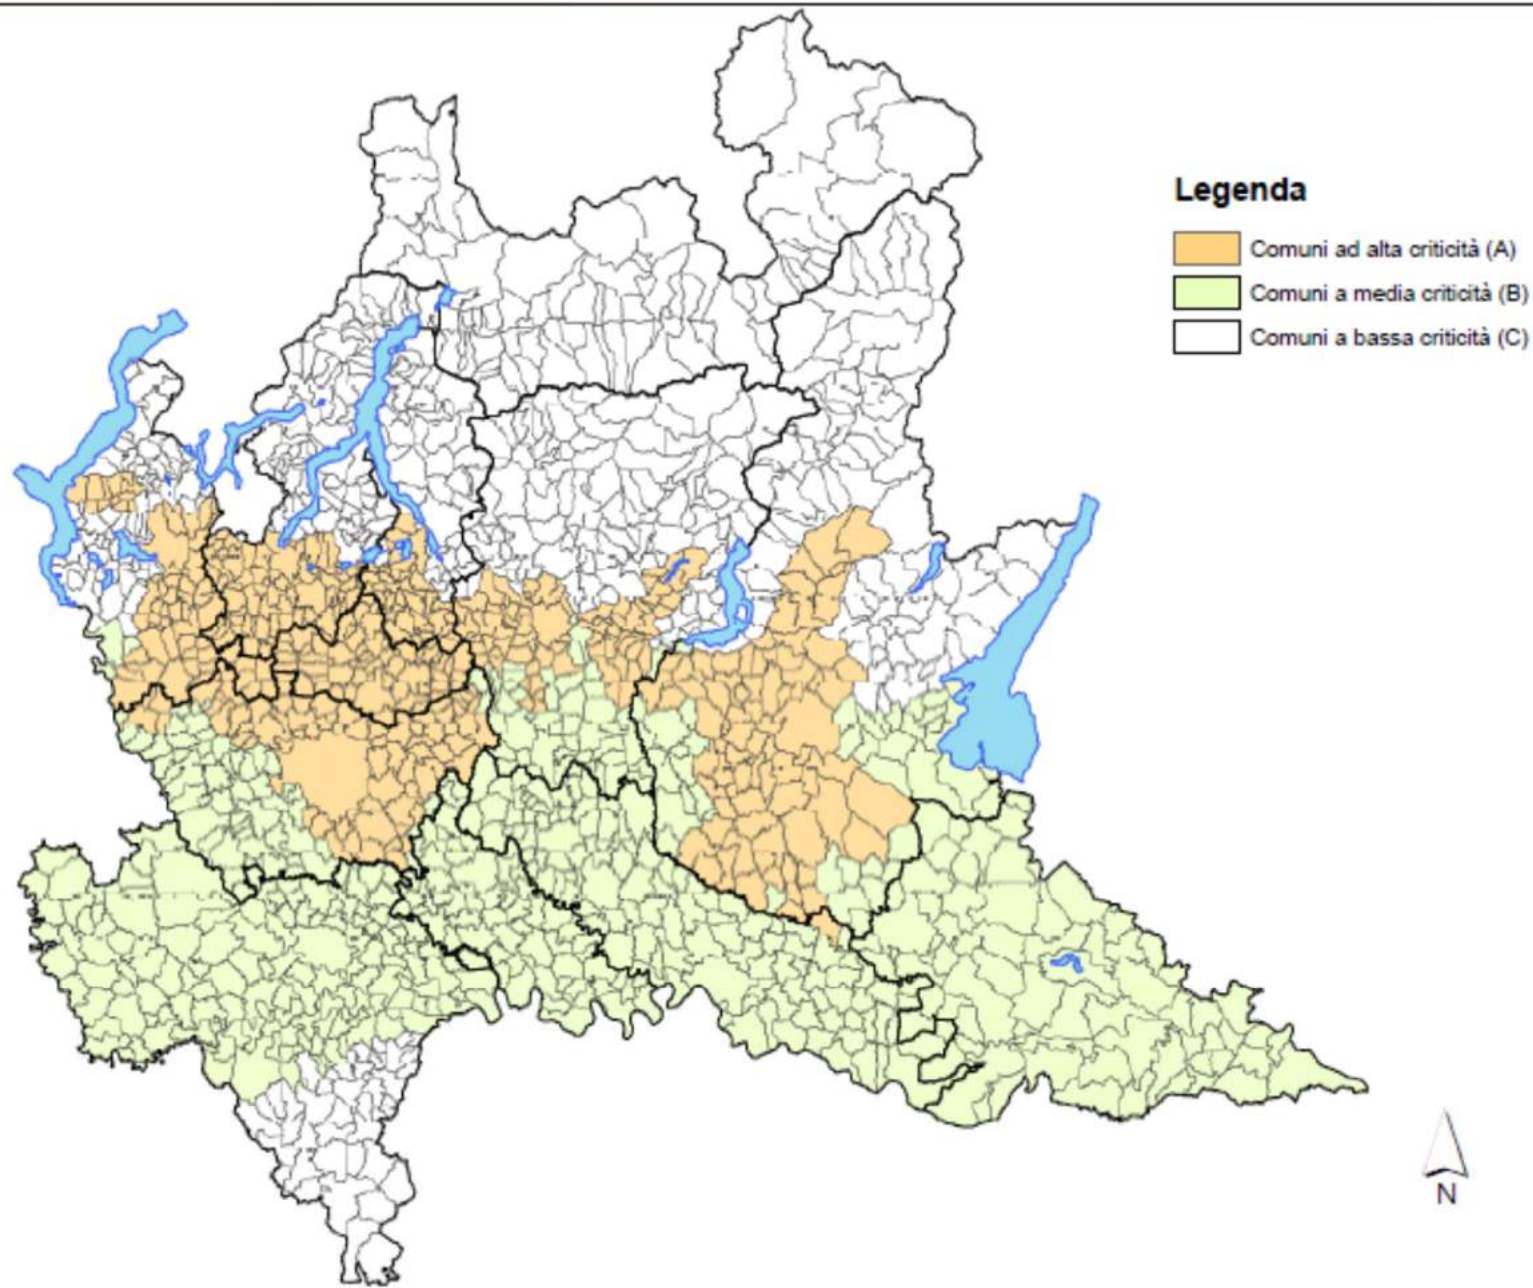 Legenda
Comuni ad alta criticità (A)
Comuni a media criticità (B)
Comuni a bassa criticità (C)
N